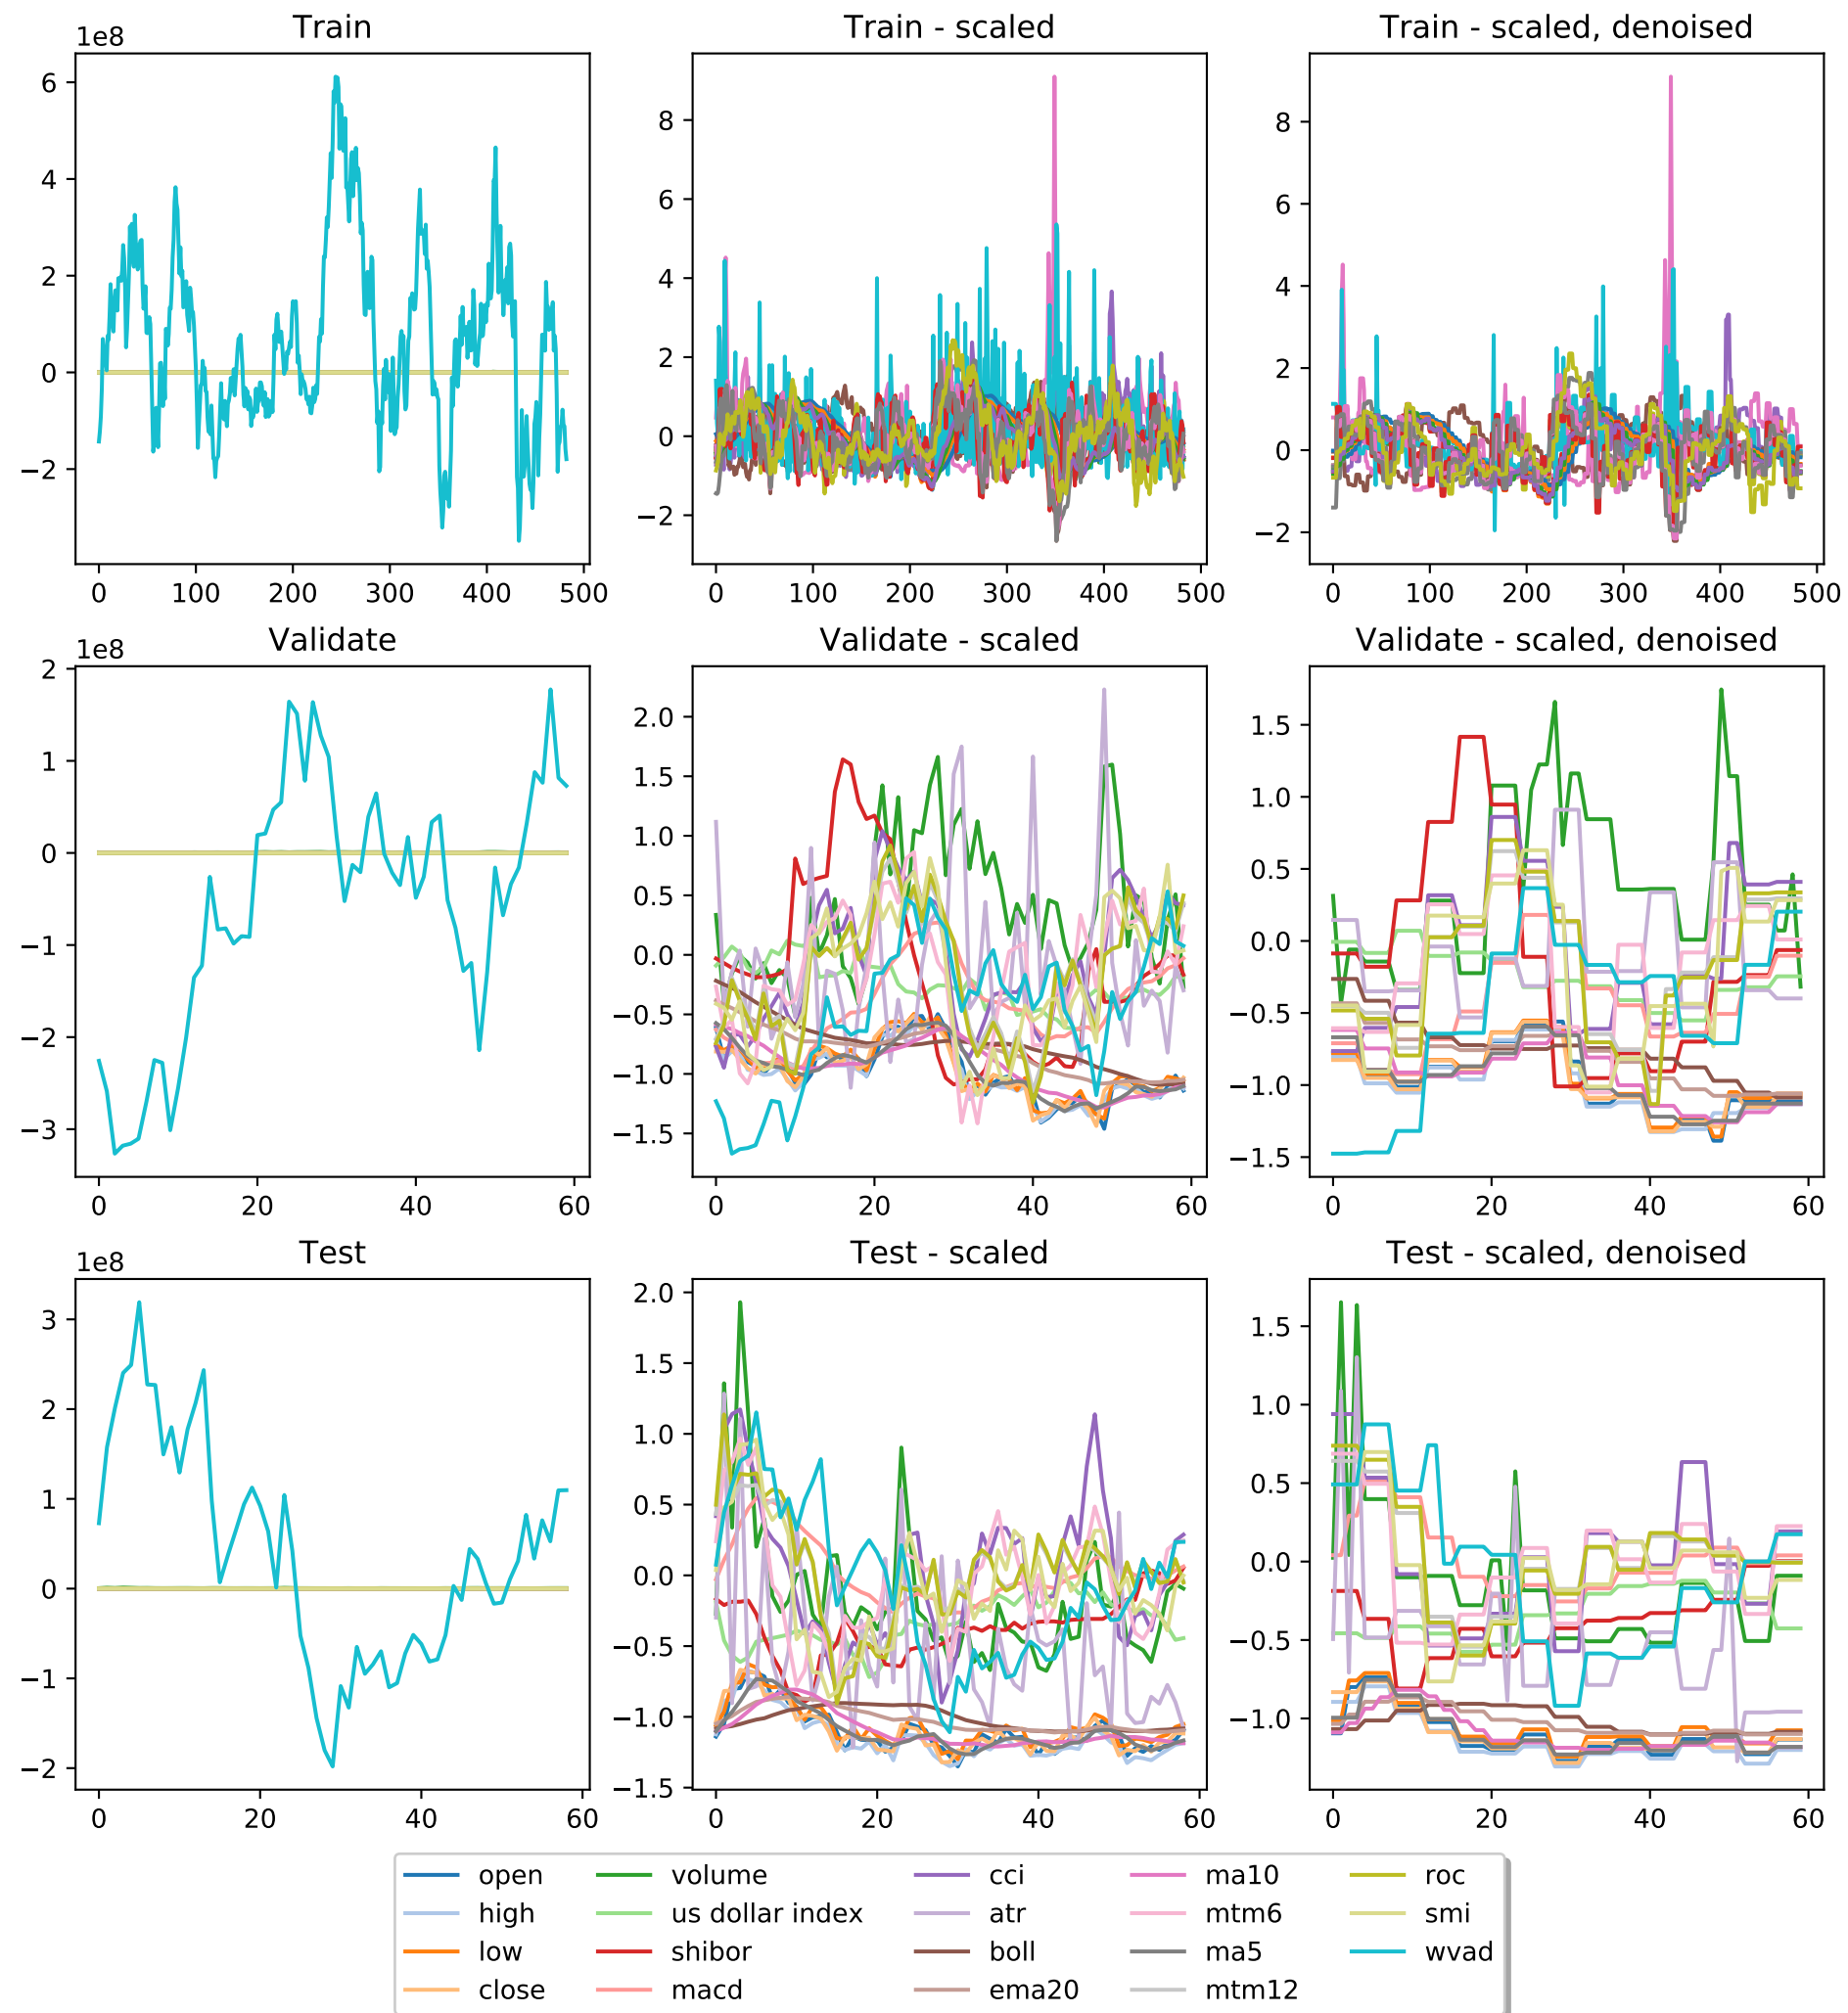 Train
1e8
6
4
2
0
−2
0 100 200 300 400 500
Train - scaled
8
6
4
2
0
−2
0 100 200 300 400 500
Train - scaled, denoised
8
6
4
2
0
−2
0 100 200 300 400 500
Validate
1e8
2
1
0
−1
−2
−3
0 20 40 60
Validate - scaled
2.0
1.5
1.0
0.5
0.0
−0.5
−1.0
−1.5
0 20 40 60
Validate - scaled, denoised
1.5
1.0
0.5
0.0
−0.5
−1.0
−1.5
0 20 40 60
Test
1e8
3
2
1
0
−1
−2
0 20 40 60
Test - scaled
2.0
1.5
1.0
0.5
0.0
−0.5
−1.0
−1.5
0 20 40 60
Test - scaled, denoised
1.5
1.0
0.5
0.0
−0.5
−1.0
0 20 40 60
open
high
low
close
volume
us dollar index
shibor
macd
cci
atr
boll
ema20
ma10
mtm6
ma5
mtm12
roc
smi
wvad